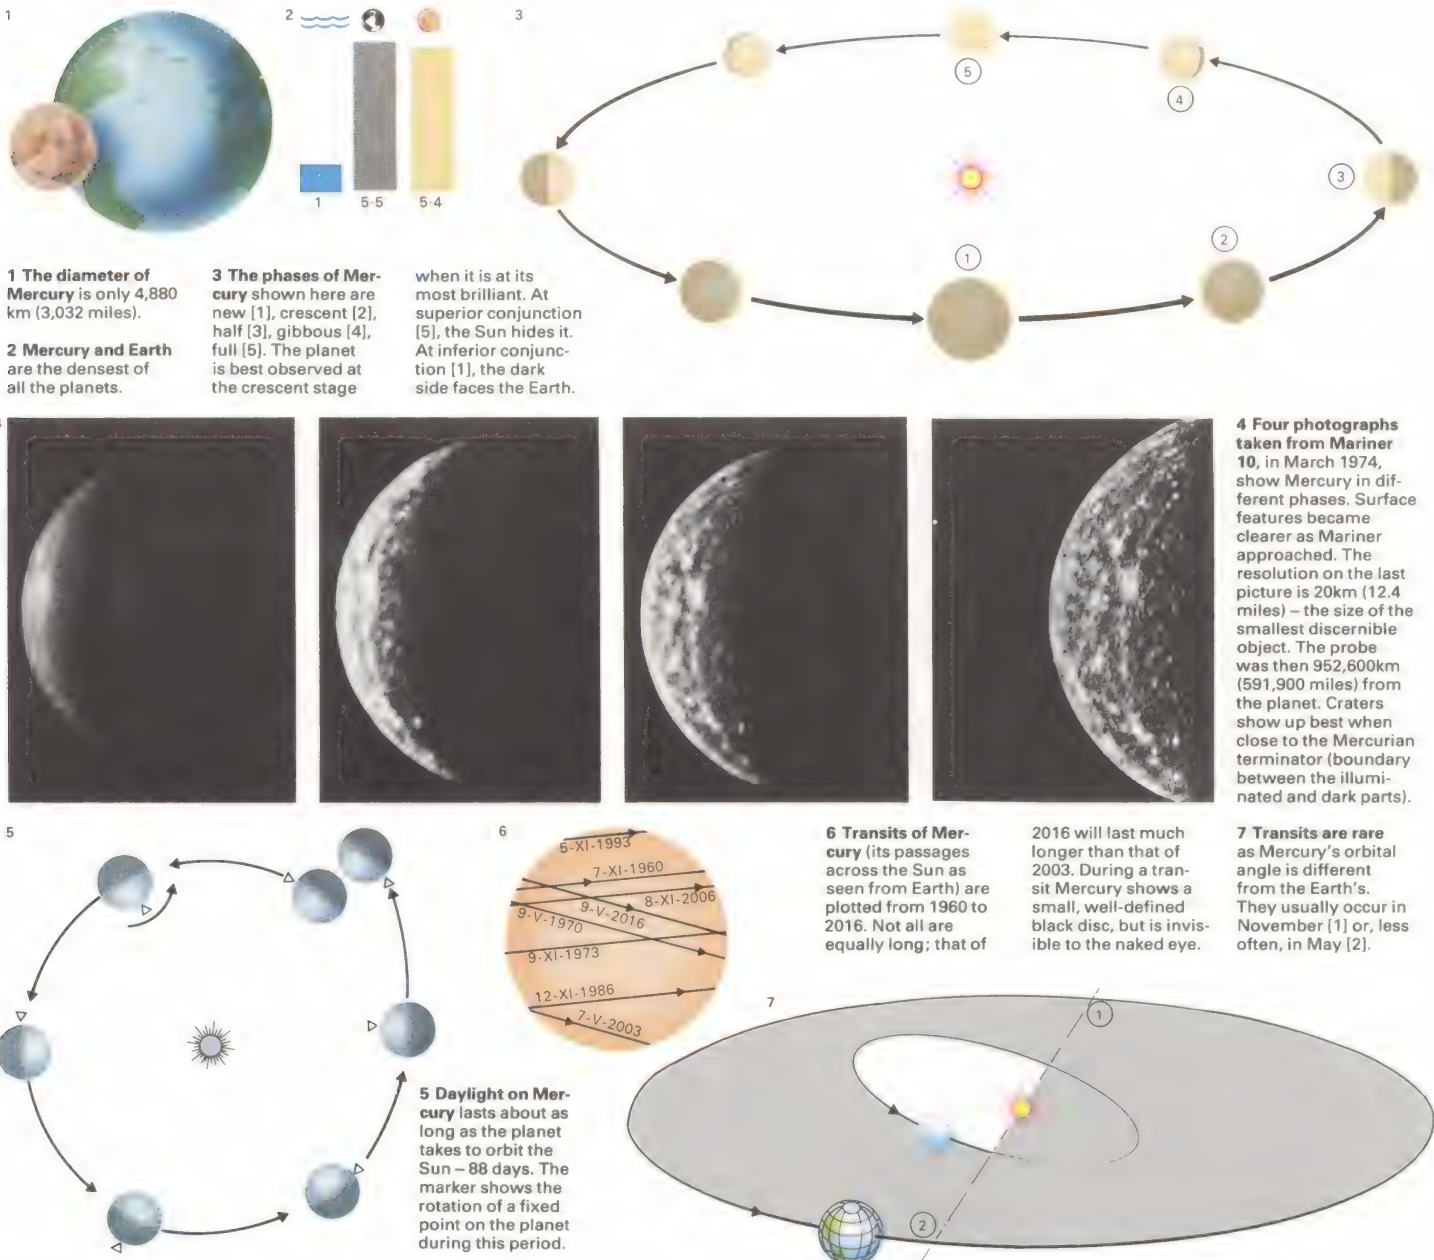 1
2
1
5·5
5·4
3
5
4
3
2
1
1 The diameter of
Mercury is only 4,880
km (3,032 miles).
2 Mercury and Earth
are the densest of
all the planets.
3 The phases of Mer-
cury shown here are
new [1], crescent [2],
half [3], gibbous [4],
full [5]. The planet
is best observed at
the crescent stage
when it is at its
most brilliant. At
superior conjunction
[5], the Sun hides it.
At inferior conjunc-
tion [1], the dark
side faces the Earth.
4 Four photographs
taken from Mariner
10, in March 1974,
show Mercury in dif-
ferent phases. Surface
features became
clearer as Mariner
approached. The
resolution on the last
picture is 20km (12.4
miles) – the size of the
smallest discernible
object. The probe
was then 952,600km
(591,900 miles) from
the planet. Craters
show up best when
close to the Mercurian
terminator (boundary
between the illumi-
nated and dark parts).
5
5 Daylight on Mer-
cury lasts about as
long as the planet
takes to orbit the
Sun – 88 days. The
marker shows the
rotation of a fixed
point on the planet
during this period.
6
5-XI-1993
7-XI-1960
8-XI-2006
9-V-2016
9-V-1970
9-XI-1973
12-XI-1986
7-V-2003
6 Transits of Mer-
cury (its passages
across the Sun as
seen from Earth) are
plotted from 1960 to
2016. Not all are
equally long; that of
2016 will last much
longer than that of
2003. During a tran-
sit Mercury shows a
small, well-defined
black disc, but is invis-
ible to the naked eye.
7 Transits are rare
as Mercury's orbital
angle is different
from the Earth's.
They usually occur in
November [1] or, less
often, in May [2].
7
1
2